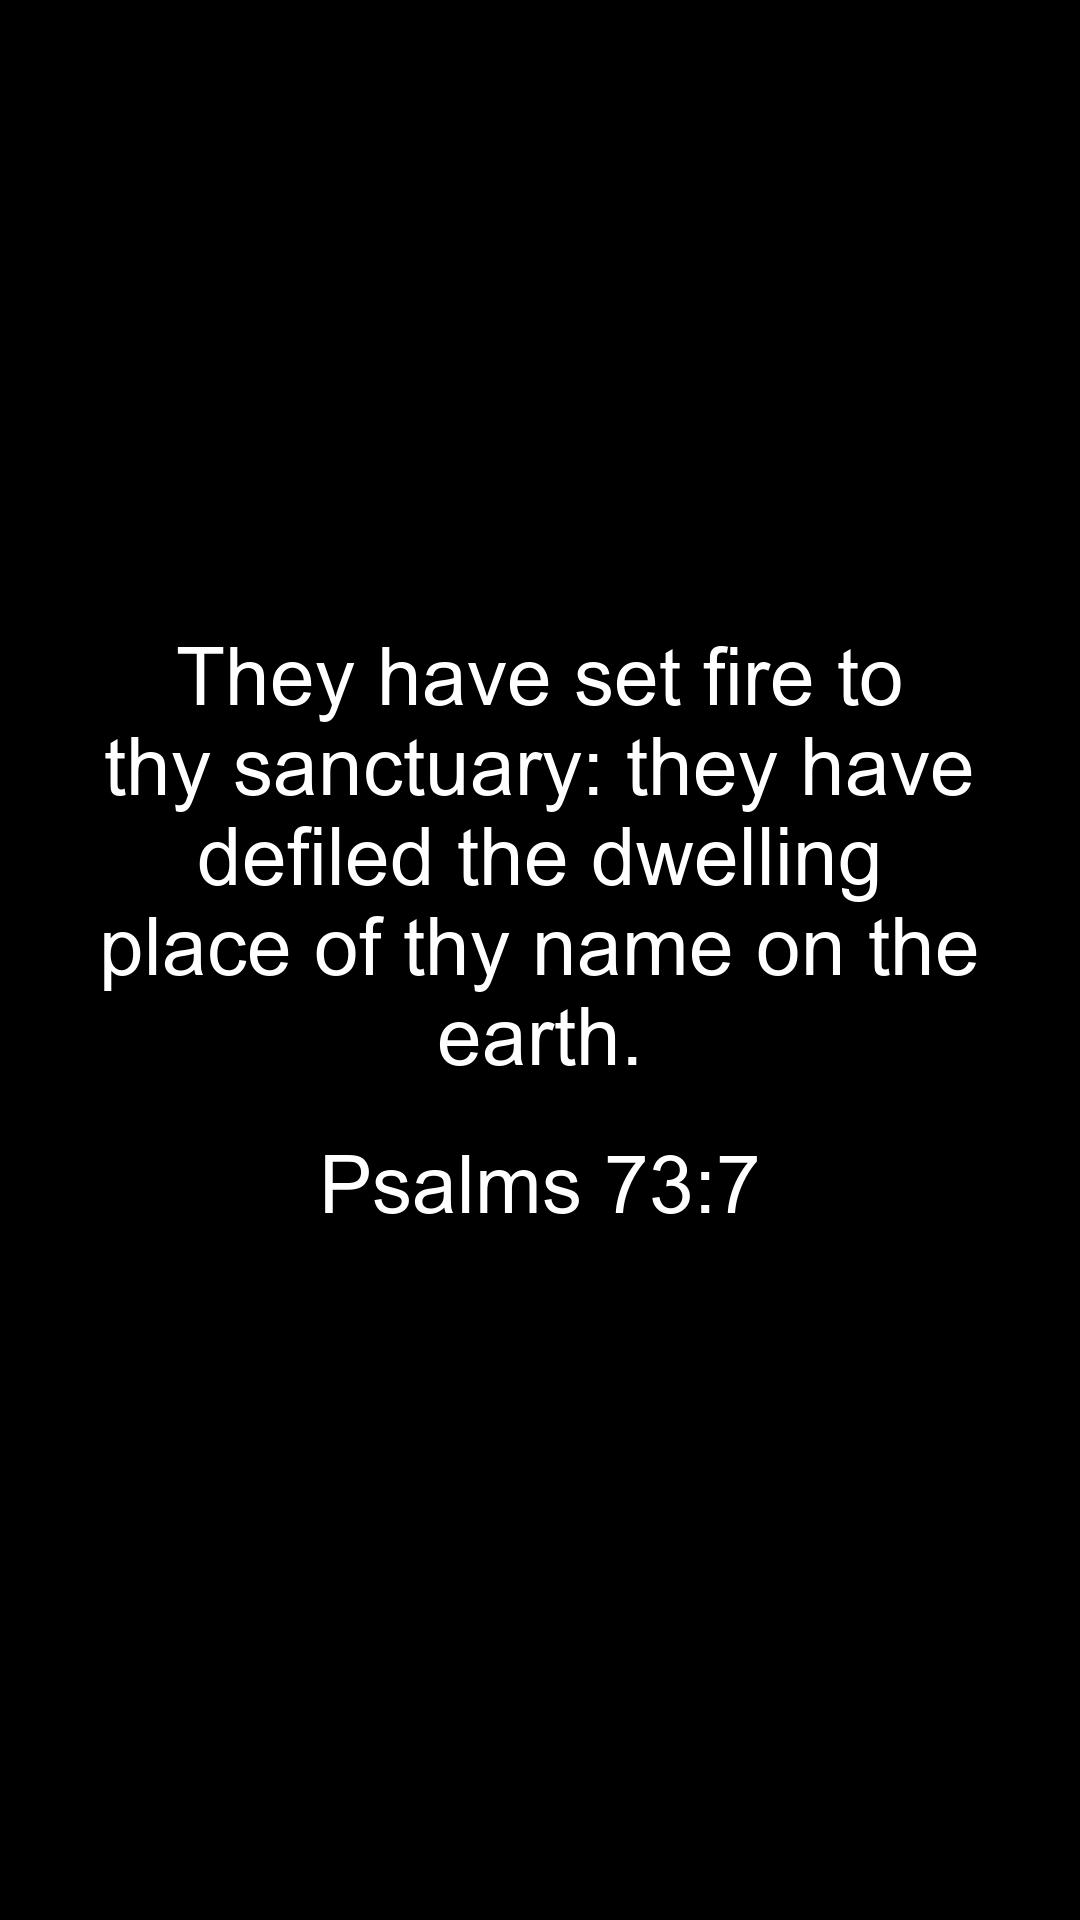 They have set fire to
thy sanctuary: they have
defiled the dwelling
place of thy name on the
earth.
Psalms 73:7